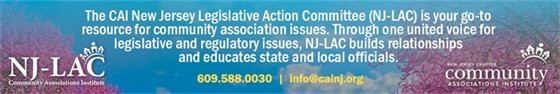 The CAI New Jersey Legislative Action Committee (NJ-LAC) is your go-to
resource for community association issues. Through one united voice for
legislative and regulatory issues, NJ-LAC builds relationships
and educates state and local officials.
609.588.0030 | info@cainj.org
NJ-LAC
Community Associations Institute
NEW JERSEY CHAPTER
community
ASSOCIATIONS INSTITUTE